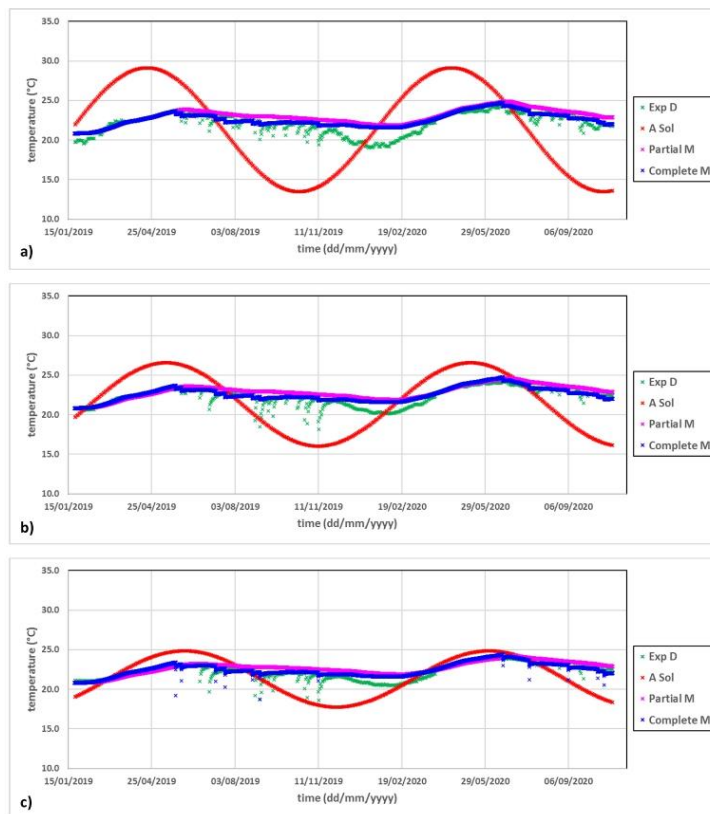 35.0
30.0
25.0
20.0
15.0
10.0
temperature (°C)
15/01/2019 25/04/2019 03/08/2019 11/11/2019 19/02/2020 29/05/2020 06/09/2020
time (dd/mm/yyyy)
Exp D
A Sol
Partial M
Complete M
a)
35.0
30.0
25.0
20.0
15.0
10.0
temperature (°C)
15/01/2019 25/04/2019 03/08/2019 11/11/2019 19/02/2020 29/05/2020 06/09/2020
time (dd/mm/yyyy)
Exp D
A Sol
Partial M
Complete M
b)
35.0
30.0
25.0
20.0
15.0
10.0
temperature (°C)
15/01/2019 25/04/2019 03/08/2019 11/11/2019 19/02/2020 29/05/2020 06/09/2020
time (dd/mm/yyyy)
Exp D
A Sol
Partial M
Complete M
c)